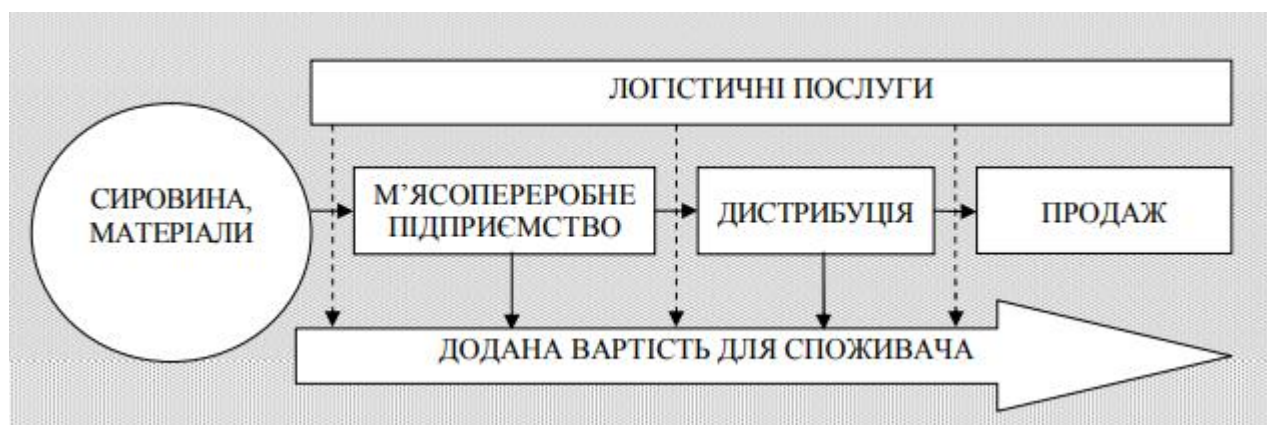 ЛОГІСТИЧНІ ПОСЛУГИ
СИРОВИНА,
МАТЕРІАЛИ
М’ЯСОПЕРЕРОБНЕ
ПІДПРИЄМСТВО
ДИСТРИБУЦІЯ
ПРОДАЖ
ДОДАНА ВАРТІСТЬ ДЛЯ СПОЖИВАЧА